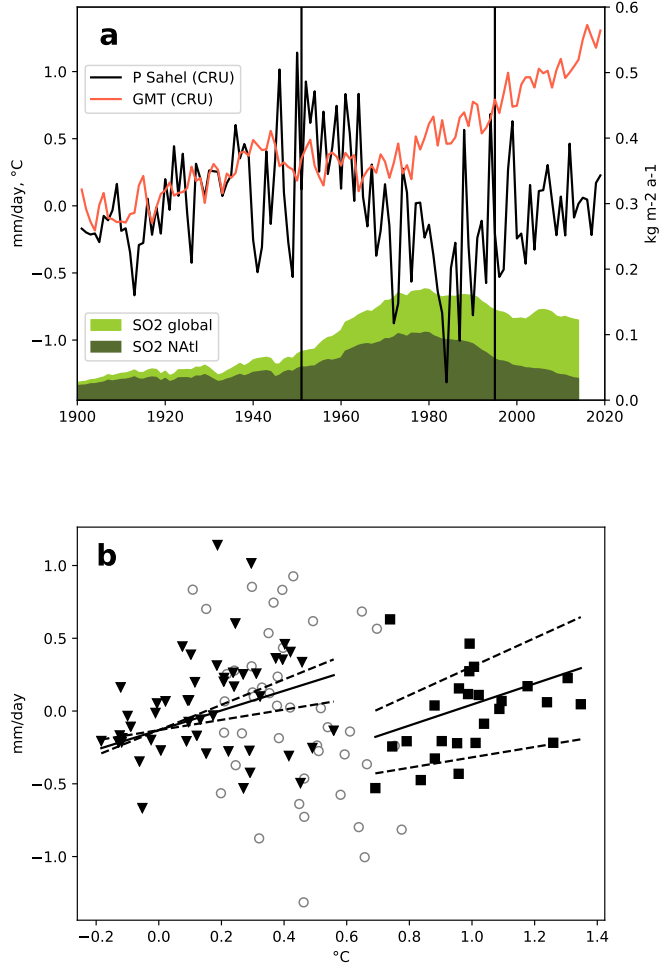 a
P Sahel (CRU)
GMT (CRU)
SO2 global
SO2 NAtl
mm/day, °C
1.0
0.5
0.0
−0.5
−1.0
kg m-2 a-1
0.6
0.5
0.4
0.3
0.2
0.1
0.0
1900 1920 1940 1960 1980 2000 2020
b
mm/day
1.0
0.5
0.0
−0.5
−1.0
−0.2 0.0 0.2 0.4 0.6 0.8 1.0 1.2 1.4
°C